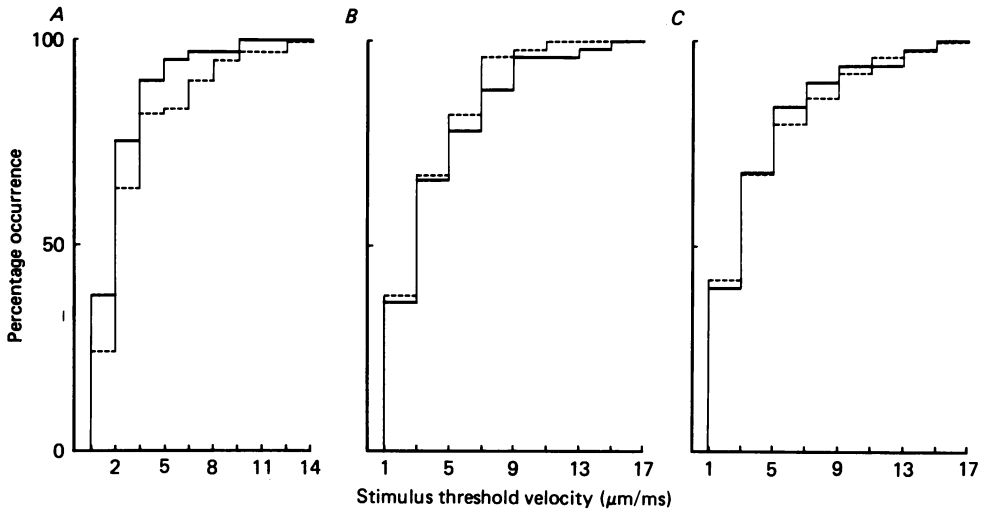 A
B
C
100
50
0
Percentage occurrence
2 5 8 11 14
1 5 9 13 17
1 5 9 13 17
Stimulus threshold velocity (μm/ms)